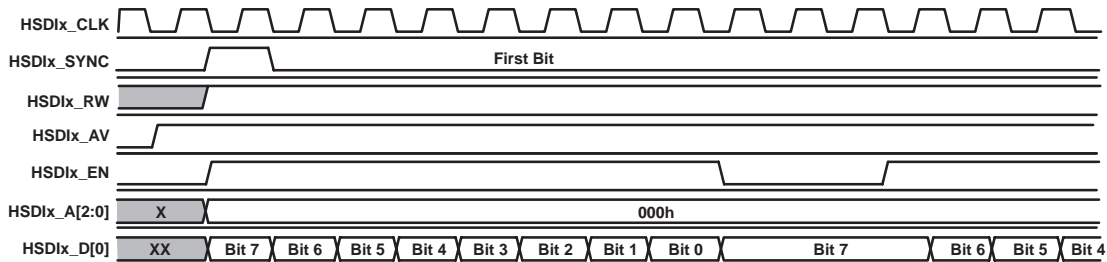 HSDIx_CLK
HSDIx_SYNC First Bit
HSDIx_RW
HSDIx_AV
HSDIx_EN
HSDIx_A[2:0] X 000h
HSDIx_D[0] XX Bit 7 Bit 6 Bit 5 Bit 4 Bit 3 Bit 2 Bit 1 Bit 0 Bit 7 Bit 6 Bit 5 Bit 4